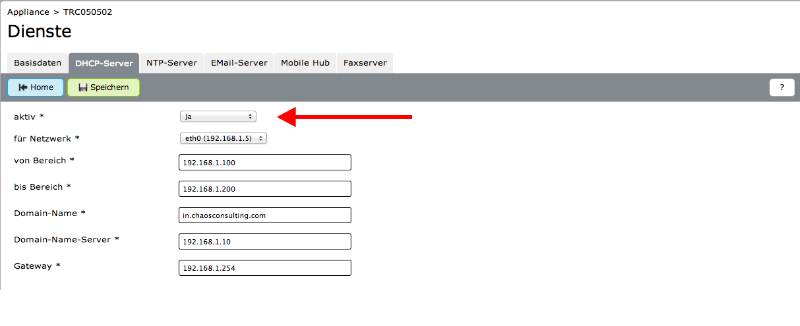 Appliance > TRC050502
Dienste
Basisdaten DHCP-Server NTP-Server EMail-Server Mobile Hub Faxserver
Home Speichern ?
aktiv * ja
für Netzwerk * eth0 (192.168.1.5)
von Bereich * 192.168.1.100
bis Bereich * 192.168.1.200
Domain-Name * in.chaosconsulting.com
Domain-Name-Server * 192.168.1.10
Gateway * 192.168.1.254